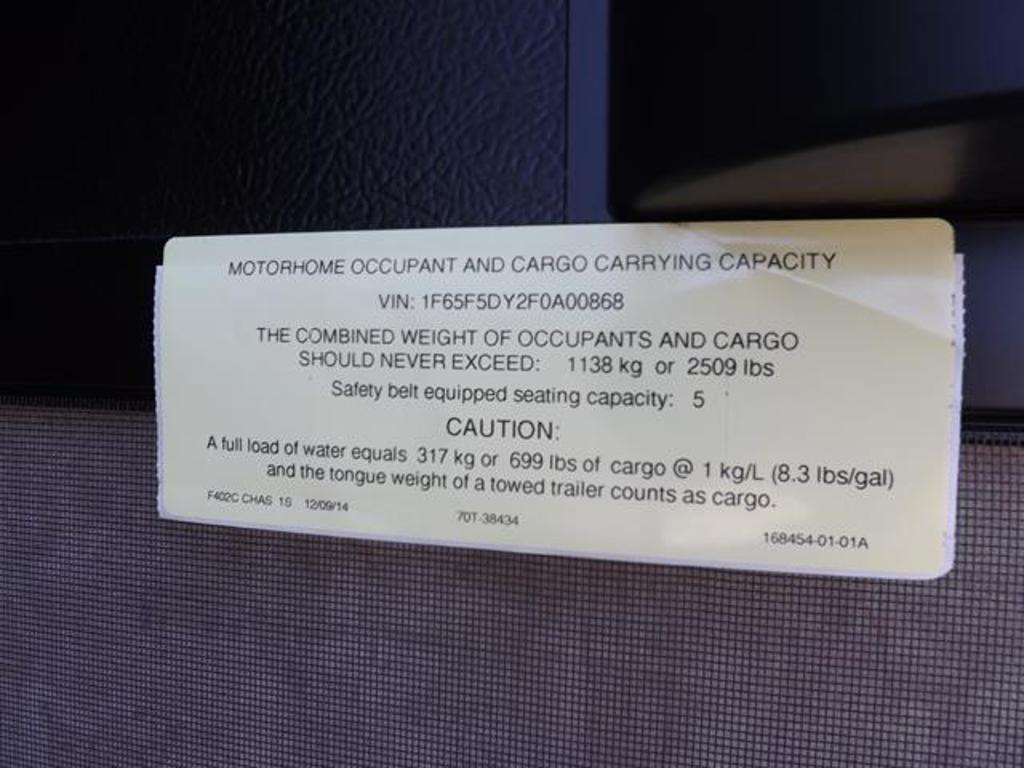 MOTORHOME OCCUPANT AND CARGO CARRYING CAPACITY
VIN: 1F65F5DY2F0A00868
THE COMBINED WEIGHT OF OCCUPANTS AND CARGO
SHOULD NEVER EXCEED: 1138 kg or 2509 lbs
Safety belt equipped seating capacity: 5
CAUTION:
A full load of water equals 317 kg or 699 lbs of cargo @ 1 kg/L (8.3 lbs/gal)
and the tongue weight of a towed trailer counts as cargo.
F402C CHAS 1S 12/09/14 70T-38434 168454-01-01A